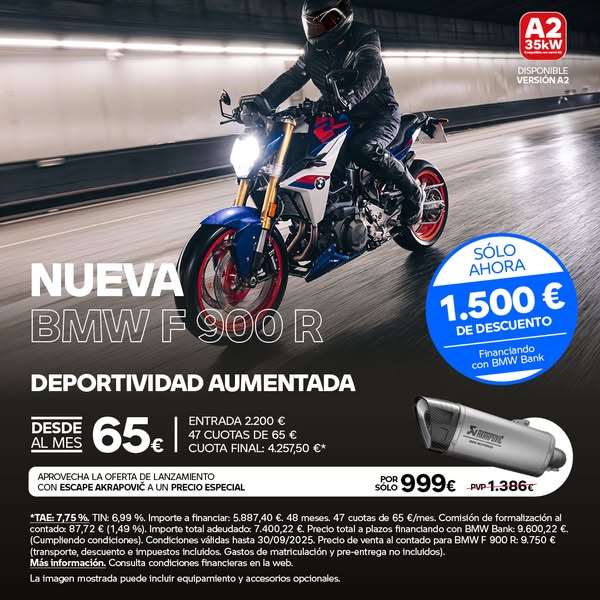 A2
35kW
DISPONIBLE
VERSIÓN A2
NUEVA
BMW F 900 R
SÓLO
AHORA
1.500 €
DE DESCUENTO
Financiando
con BMW Bank
DEPORTIVIDAD AUMENTADA
DESDE
AL MES
65€
ENTRADA 2.200 €
47 CUOTAS DE 65 €
CUOTA FINAL: 4.257,50 €*
AKRAPOVIČ
APROVECHA LA OFERTA DE LANZAMIENTO
CON ESCAPE AKRAPOVIČ A UN PRECIO ESPECIAL
POR
SÓLO 999€
PVP 1.386€
*TAE: 7,75 %. TIN: 6,99 %. Importe a financiar: 5.887,40 €. 48 meses. 47 cuotas de 65 €/mes. Comisión de formalización al
contado: 87,72 € (1,49 %). Importe total adeudado: 7.400,22 €. Precio total a plazos financiando con BMW Bank: 9.600,22 €.
(Cumpliendo condiciones). Condiciones válidas hasta 30/09/2025. Precio de venta al contado para BMW F 900 R: 9.750 €
(transporte, descuento e impuestos incluidos. Gastos de matriculación y pre-entrega no incluidos).
Más información. Consulta condiciones financieras en la web.
La imagen mostrada puede incluir equipamiento y accesorios opcionales.